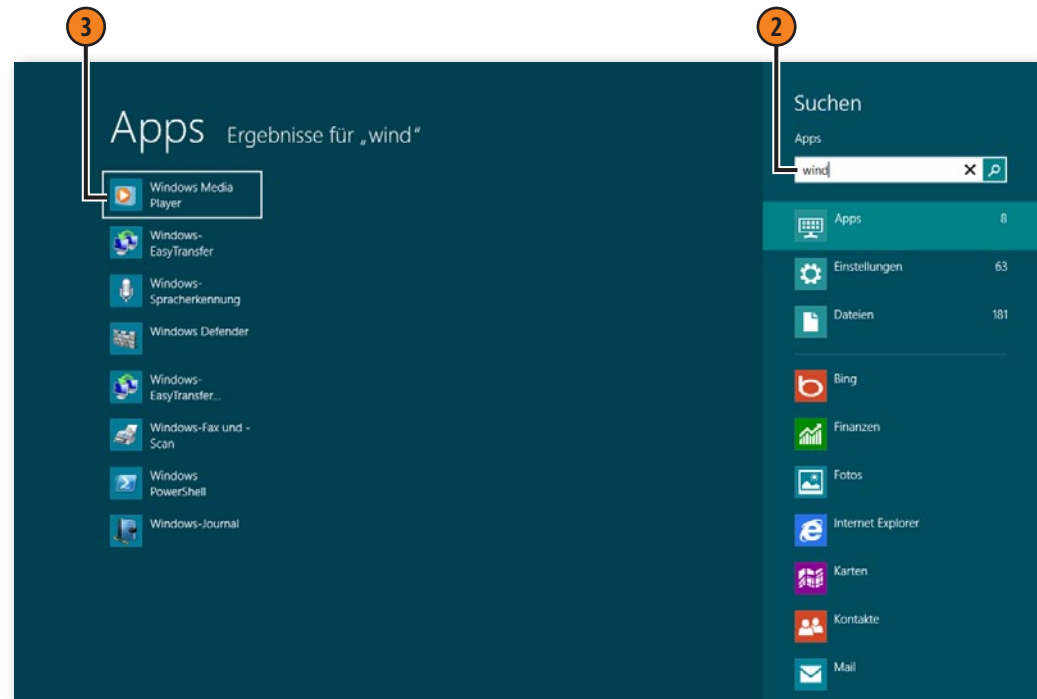 3
2
Apps Ergebnisse für „wind“
Windows Media
Player
Windows-
EasyTransfer
Windows-
Spracherkennung
Windows Defender
Windows-
EasyTransfer...
Windows-Fax und -
Scan
Windows
PowerShell
Windows-Journal
Suchen
Apps
wind
Apps 8
Einstellungen 63
Dateien 181
Bing
Finanzen
Fotos
Internet Explorer
Karten
Kontakte
Mail